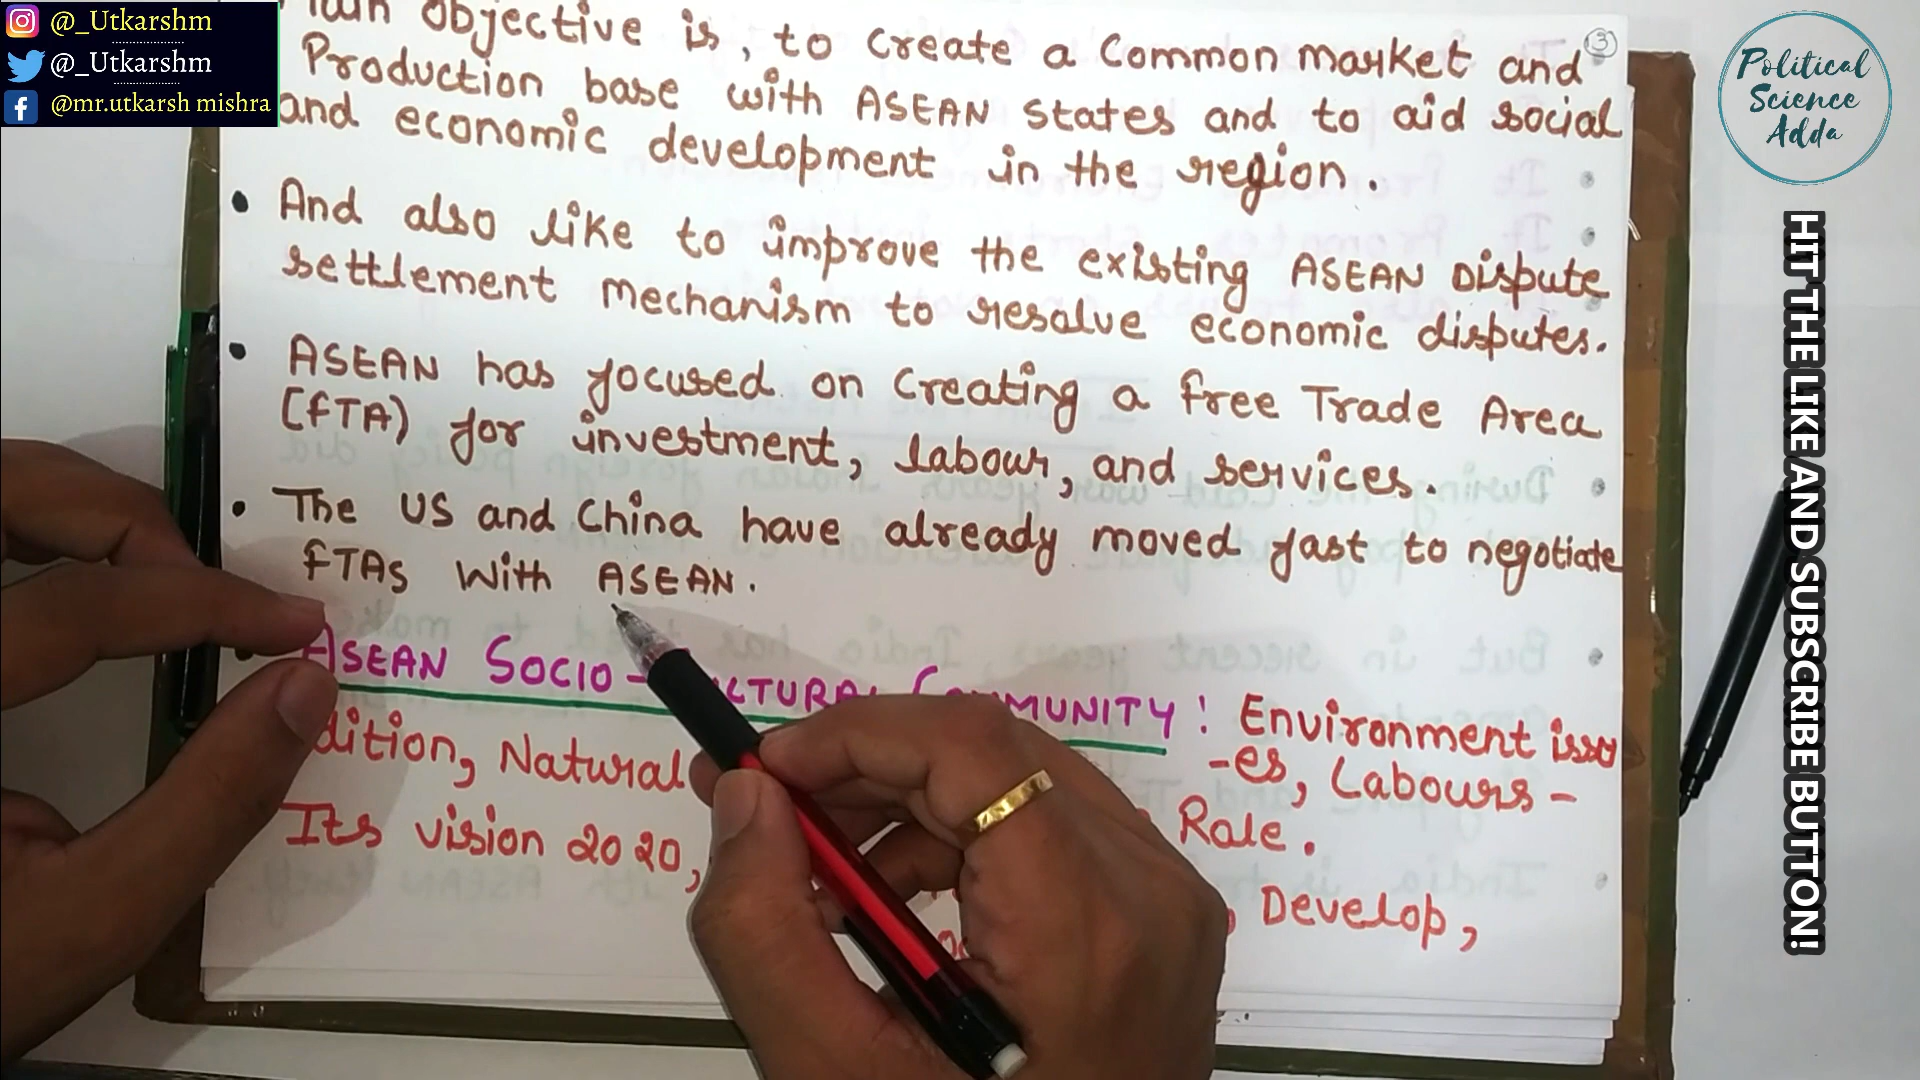 @_Utkarshm
@_Utkarshm
@mr.utkarsh mishra
objective is, to create a common market and
Production base with ASEAN states and to aid social
and economic development in the region.
• And also like to improve the existing ASEAN Dispute
settlement mechanism to resolve economic disputes.
• ASEAN has focused on creating a free Trade Area
(FTA) for investment, labour, and services.
• The US and China have already moved fast to negotiate
FTAs with ASEAN.
ASEAN SOCIO- COMMUNITY: Environment issu
Natural -es, Labours-
Its vision 2020, Role.
, Develop,
3
Political
Science
Adda
HIT THE LIKE AND SUBSCRIBE BUTTON!